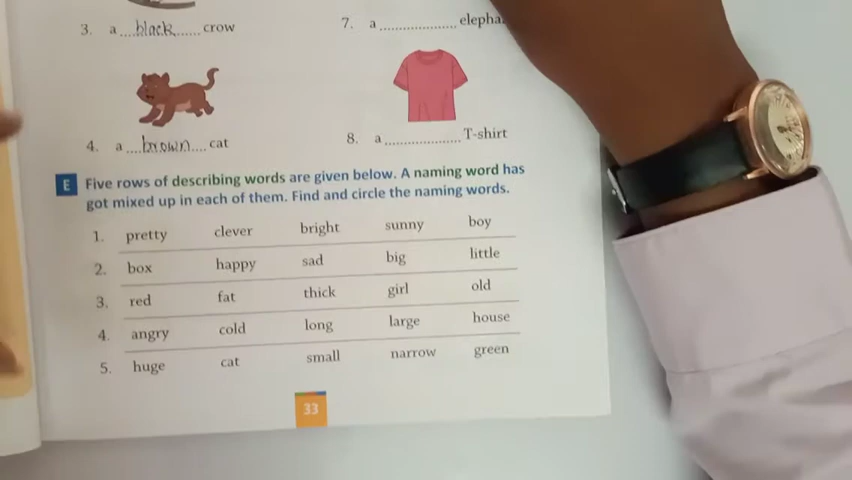 3. a ...black...... crow
7. a ................... elepha
4. a ....brown.... cat
8. a ................... T-shirt
E Five rows of describing words are given below. A naming word has
got mixed up in each of them. Find and circle the naming words.
1. pretty clever bright sunny boy
2. box happy sad big little
3. red fat thick girl old
4. angry cold long large house
5. huge cat small narrow green
33